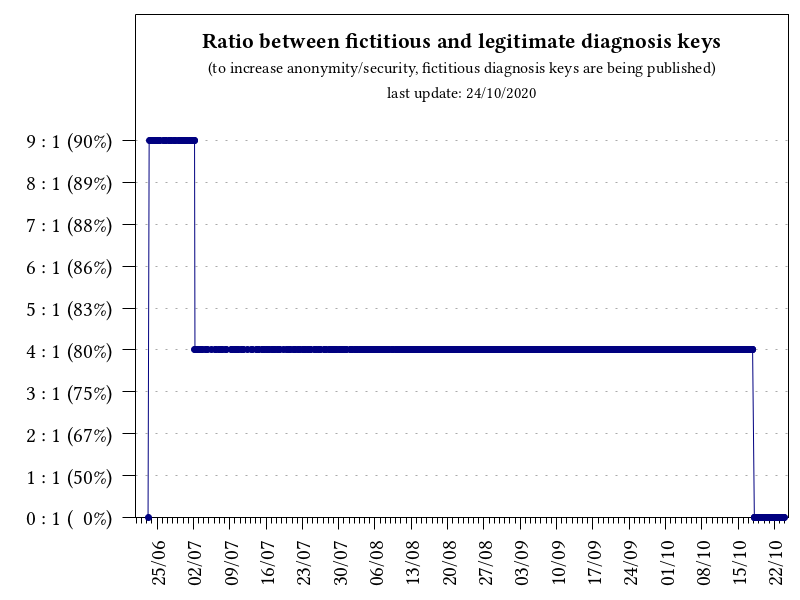 Ratio between fictitious and legitimate diagnosis keys
(to increase anonymity/security, fictitious diagnosis keys are being published)
last update: 24/10/2020
9 : 1 (90%)
8 : 1 (89%)
7 : 1 (88%)
6 : 1 (86%)
5 : 1 (83%)
4 : 1 (80%)
3 : 1 (75%)
2 : 1 (67%)
1 : 1 (50%)
0 : 1 (  0%)
25/06
02/07
09/07
16/07
23/07
30/07
06/08
13/08
20/08
27/08
03/09
10/09
17/09
24/09
01/10
08/10
15/10
22/10